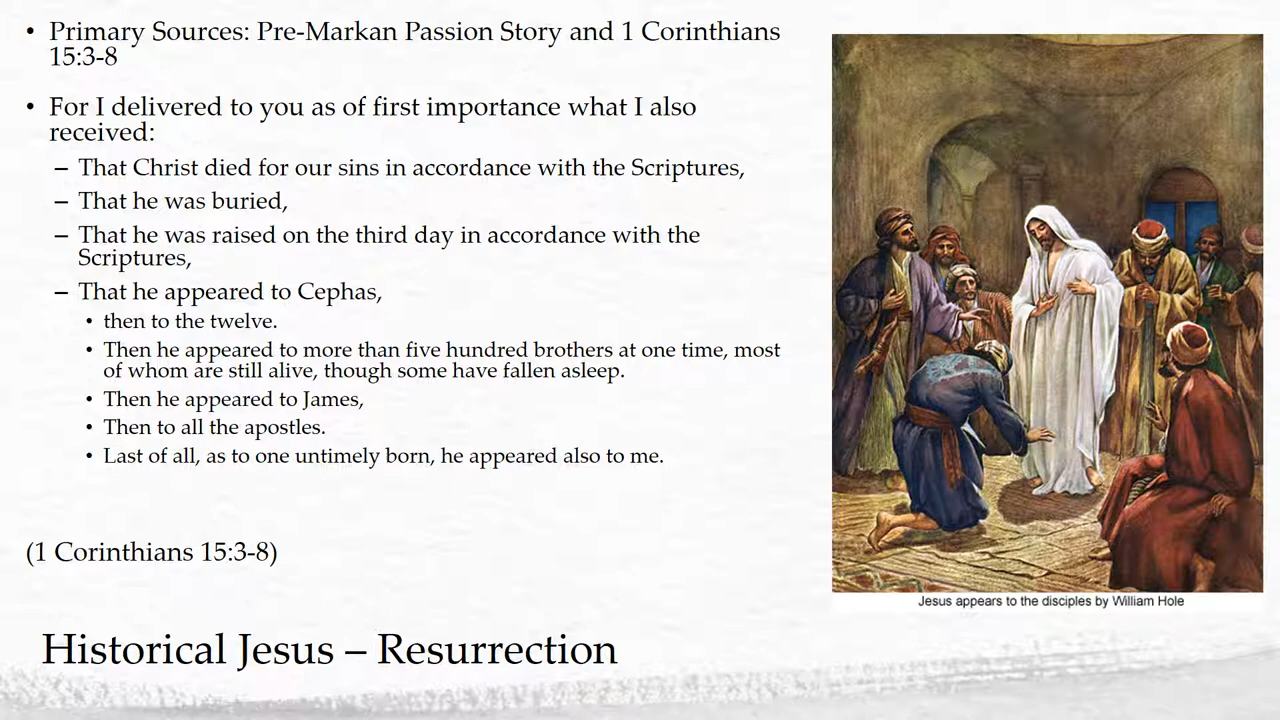 • Primary Sources: Pre-Markan Passion Story and 1 Corinthians
15:3-8
• For I delivered to you as of first importance what I also
received:
– That Christ died for our sins in accordance with the Scriptures,
– That he was buried,
– That he was raised on the third day in accordance with the
Scriptures,
– That he appeared to Cephas,
• then to the twelve.
• Then he appeared to more than five hundred brothers at one time, most
of whom are still alive, though some have fallen asleep.
• Then he appeared to James,
• Then to all the apostles.
• Last of all, as to one untimely born, he appeared also to me.
(1 Corinthians 15:3-8)
Jesus appears to the disciples by William Hole
Historical Jesus – Resurrection